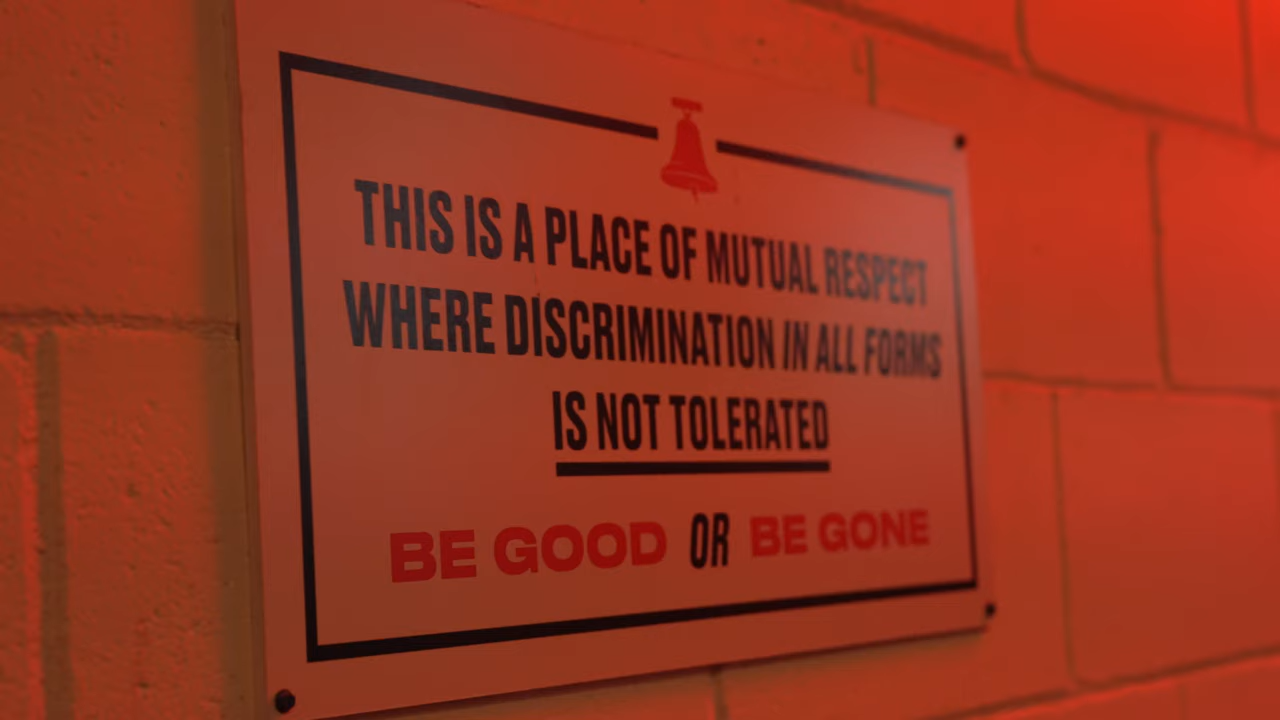 THIS IS A PLACE OF MUTUAL RESPECT
WHERE DISCRIMINATION IN ALL FORMS
IS NOT TOLERATED
BE GOOD OR BE GONE